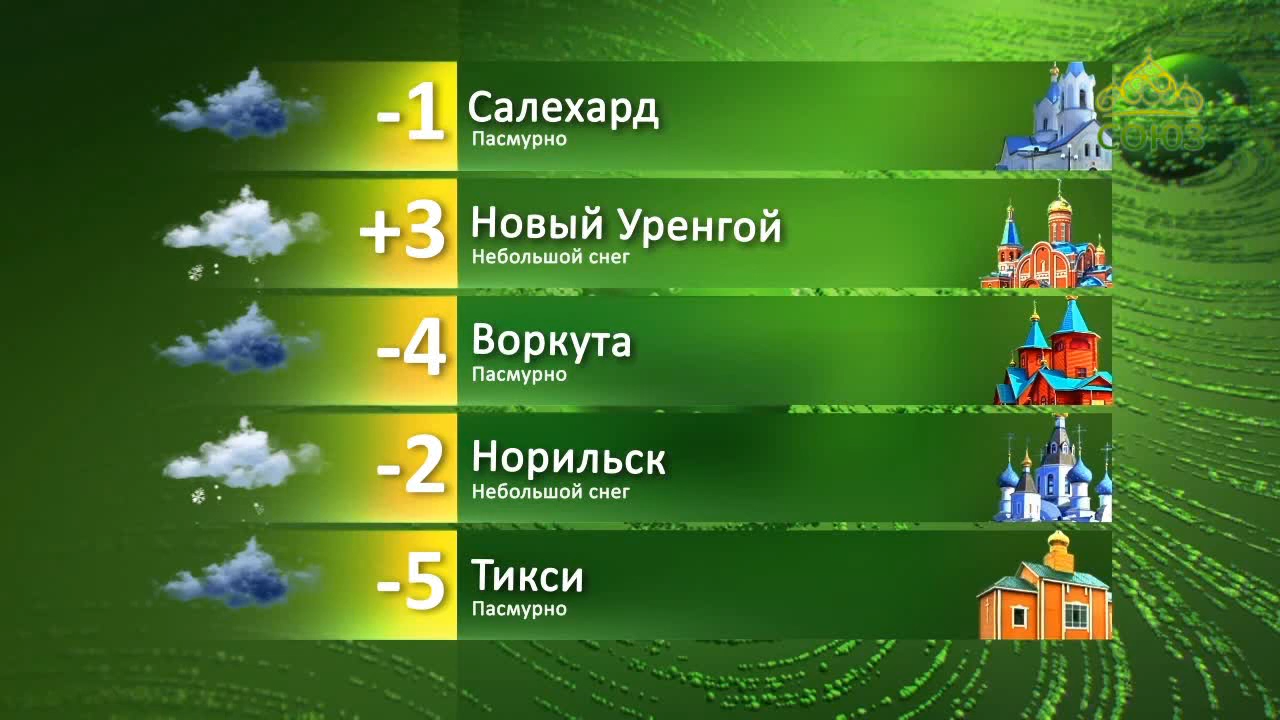 -1 Салехард
Пасмурно
СОЮЗ
+3 Новый Уренгой
Небольшой снег
-4 Воркута
Пасмурно
-2 Норильск
Небольшой снег
-5 Тикси
Пасмурно